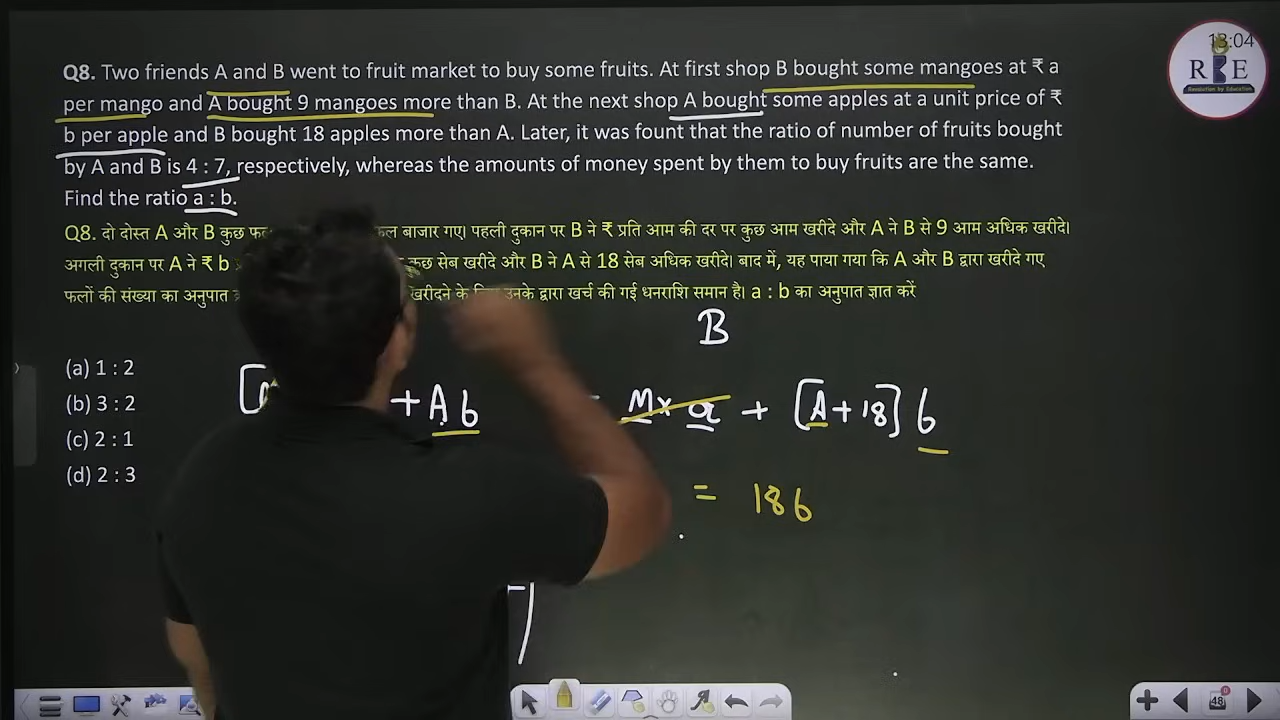 13:04
R B E
Revolution by Education
Q8. Two friends A and B went to fruit market to buy some fruits. At first shop B bought some mangoes at ₹ a
per mango and A bought 9 mangoes more than B. At the next shop A bought some apples at a unit price of ₹
b per apple and B bought 18 apples more than A. Later, it was fount that the ratio of number of fruits bought
by A and B is 4 : 7, respectively, whereas the amounts of money spent by them to buy fruits are the same.
Find the ratio a : b.
Q8. दो दोस्त A और B कुछ बाजार गए। पहली दुकान पर B ने ₹ प्रति आम की दर पर कुछ आम खरीदे और A ने B से 9 आम अधिक खरीदे।
अगली दुकान पर A ने ₹ b कुछ सेब खरीदे और B ने A से 18 सेब अधिक खरीदे। बाद में, यह पाया गया कि A और B द्वारा खरीदे गए
फलों की संख्या का अनुपात खरीदने के उनके द्वारा खर्च की गई धनराशि समान है। a : b का अनुपात ज्ञात करें
B
(a) 1 : 2
(b) 3 : 2
(c) 2 : 1
(d) 2 : 3
[ + A b = M x a + [A + 18] b
= 18b
48